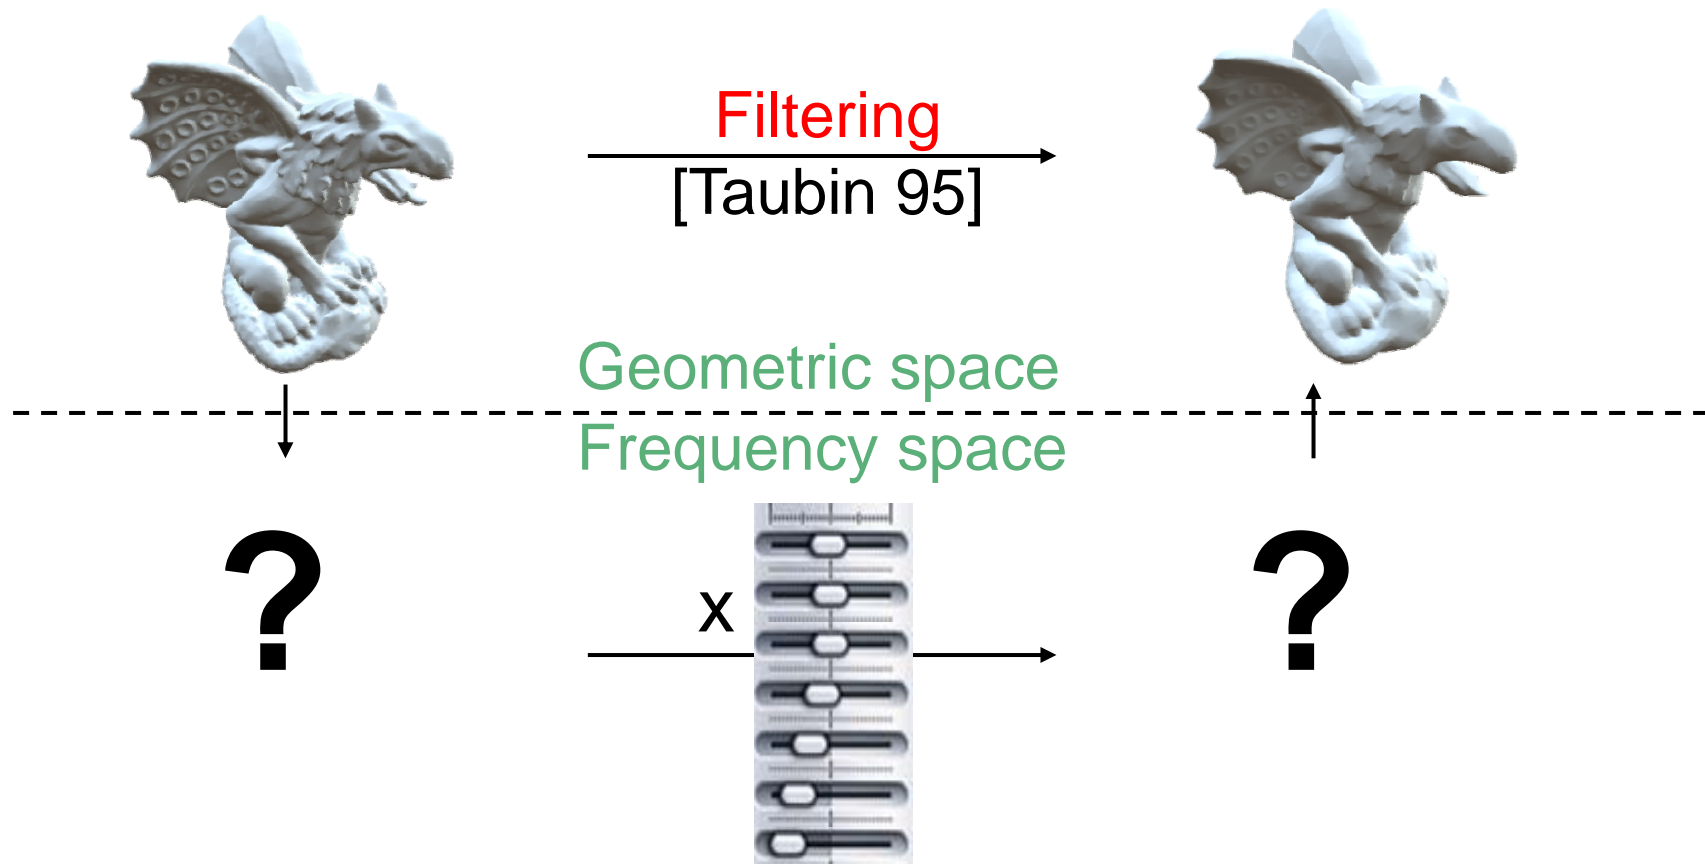 Filtering
[Taubin 95]
Geometric space
Frequency space
?
x
?